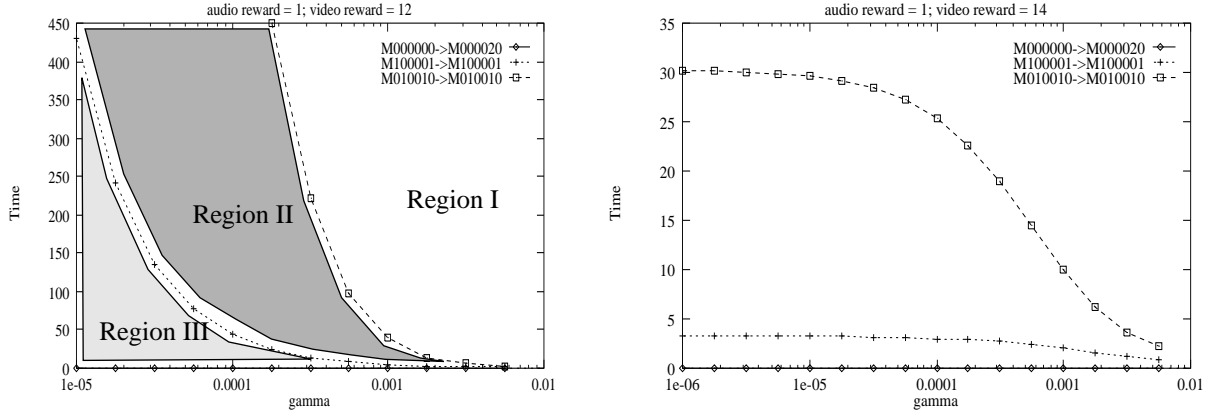 audio reward = 1; video reward = 12
450
400
350
300
250
200
150
100
50
0
Time
M000000->M000020
M100001->M100001
M010010->M010010
Region I
Region II
Region III
1e-05
0.0001
0.001
0.01
gamma
audio reward = 1; video reward = 14
35
30
25
20
15
10
5
0
Time
M000000->M000020
M100001->M100001
M010010->M010010
1e-06
1e-05
0.0001
0.001
0.01
gamma